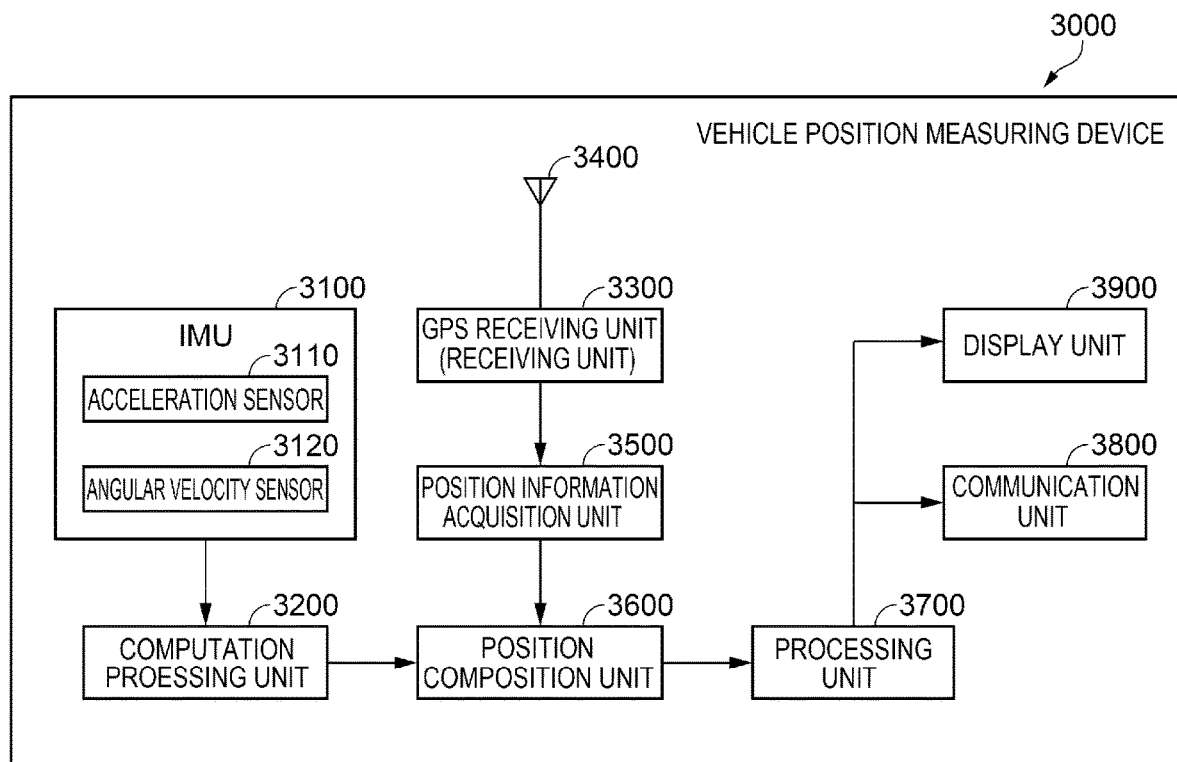 3000
VEHICLE POSITION MEASURING DEVICE
3400
3100
IMU
3110
ACCELERATION SENSOR
3120
ANGULAR VELOCITY SENSOR
3300
GPS RECEIVING UNIT
(RECEIVING UNIT)
3500
POSITION INFORMATION
ACQUISITION UNIT
3900
DISPLAY UNIT
3800
COMMUNICATION
UNIT
3200
COMPUTATION
PROESSING UNIT
3600
POSITION
COMPOSITION UNIT
3700
PROCESSING
UNIT